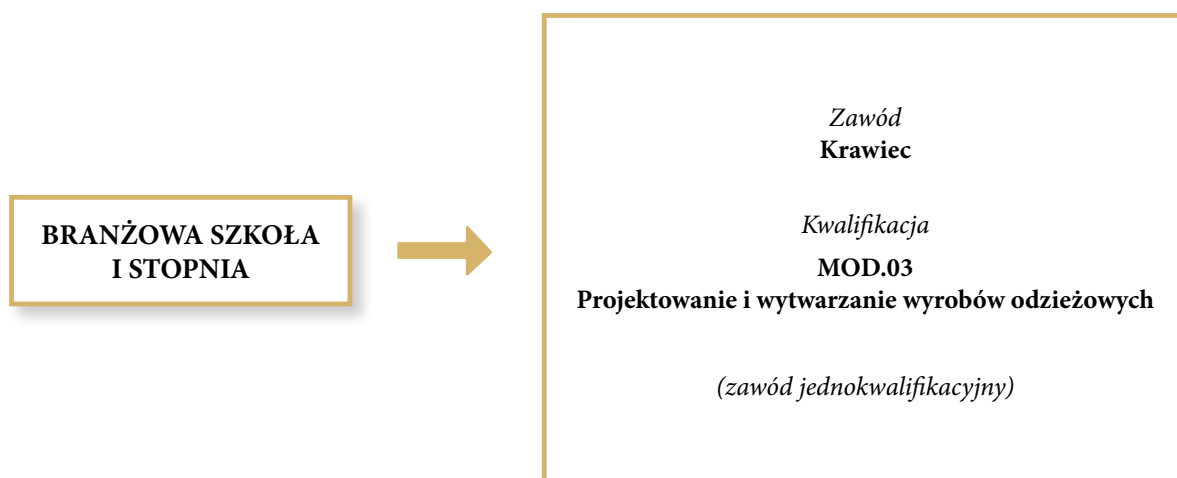 BRANŻOWA SZKOŁA
I STOPNIA
Zawód
Krawiec
Kwalifikacja
MOD.03
Projektowanie i wytwarzanie wyrobów odzieżowych
(zawód jednokwalifikacyjny)